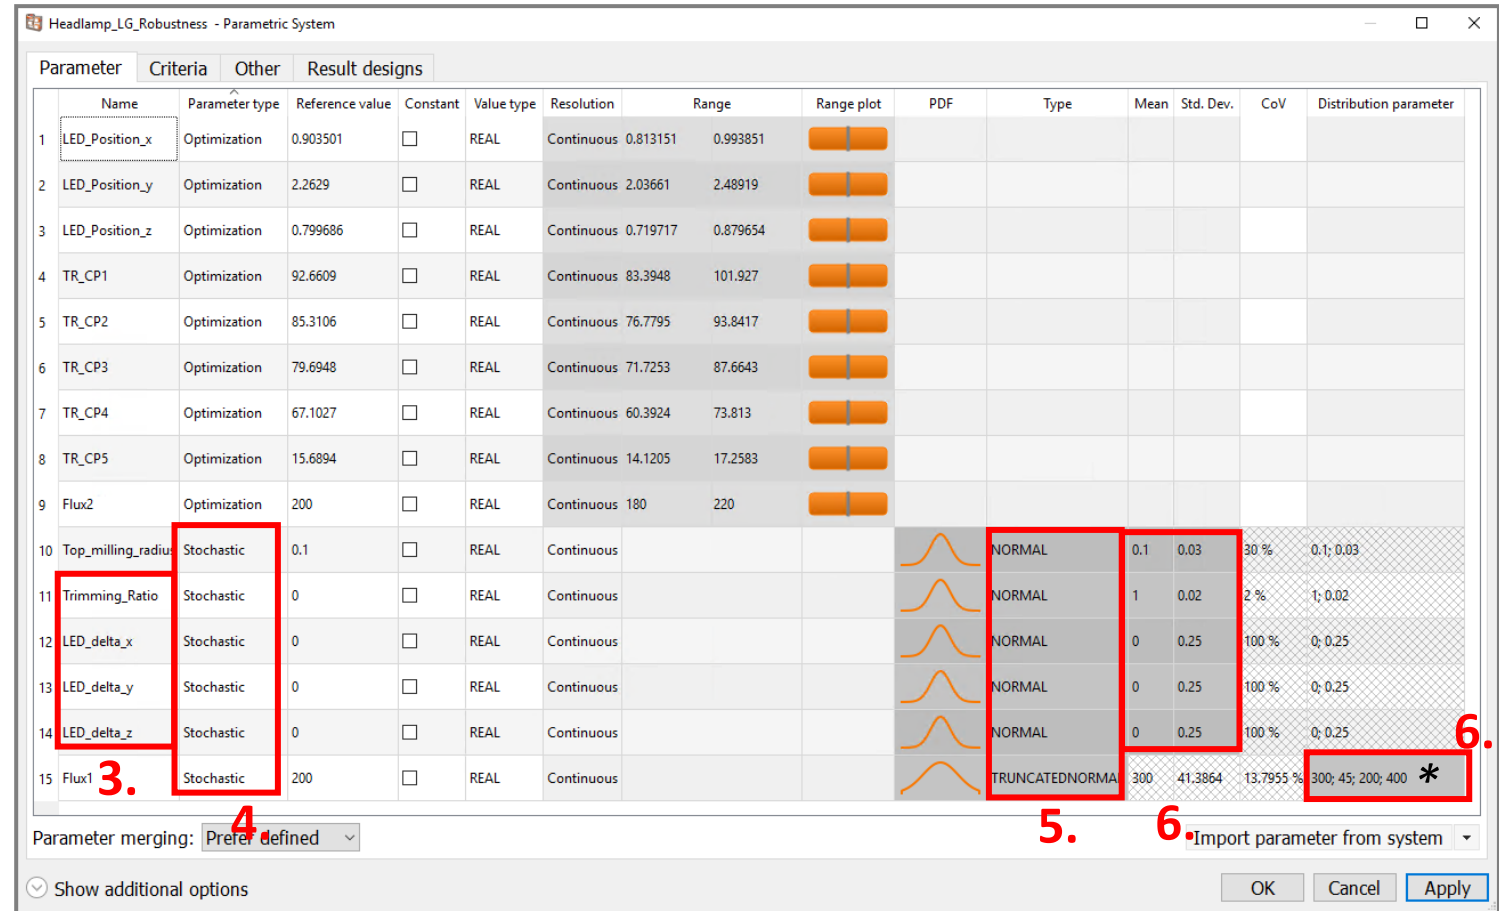 Headlamp_LG_Robustness - Parametric System
Parameter Criteria Other Result designs
Name Parameter type Reference value Constant Value type Resolution Range Range plot PDF Type Mean Std. Dev. CoV Distribution parameter
1 LED_Position_x Optimization 0.903501 REAL Continuous 0.813151 0.993851
2 LED_Position_y Optimization 2.2629 REAL Continuous 2.03661 2.48919
3 LED_Position_z Optimization 0.799686 REAL Continuous 0.719717 0.879654
4 TR_CP1 Optimization 92.6609 REAL Continuous 83.3948 101.927
5 TR_CP2 Optimization 85.3106 REAL Continuous 76.7795 93.8417
6 TR_CP3 Optimization 79.6948 REAL Continuous 71.7253 87.6643
7 TR_CP4 Optimization 67.1027 REAL Continuous 60.3924 73.813
8 TR_CP5 Optimization 15.6894 REAL Continuous 14.1205 17.2583
9 Flux2 Optimization 200 REAL Continuous 180 220
10 Top_milling_radius Stochastic 0.1 REAL Continuous NORMAL 0.1 0.03 30 % 0.1; 0.03
11 Trimming_Ratio Stochastic 0 REAL Continuous NORMAL 1 0.02 2 % 1; 0.02
12 LED_delta_x Stochastic 0 REAL Continuous NORMAL 0 0.25 100 % 0; 0.25
13 LED_delta_y Stochastic 0 REAL Continuous NORMAL 0 0.25 100 % 0; 0.25
14 LED_delta_z Stochastic 0 REAL Continuous NORMAL 0 0.25 100 % 0; 0.25
6.
15 Flux1 Stochastic 200 REAL Continuous TRUNCATEDNORMA 300 41.3864 13.7955 % 300; 45; 200; 400 *
3.
4. 5. 6.
Parameter merging: Prefer defined Import parameter from system
Show additional options OK Cancel Apply